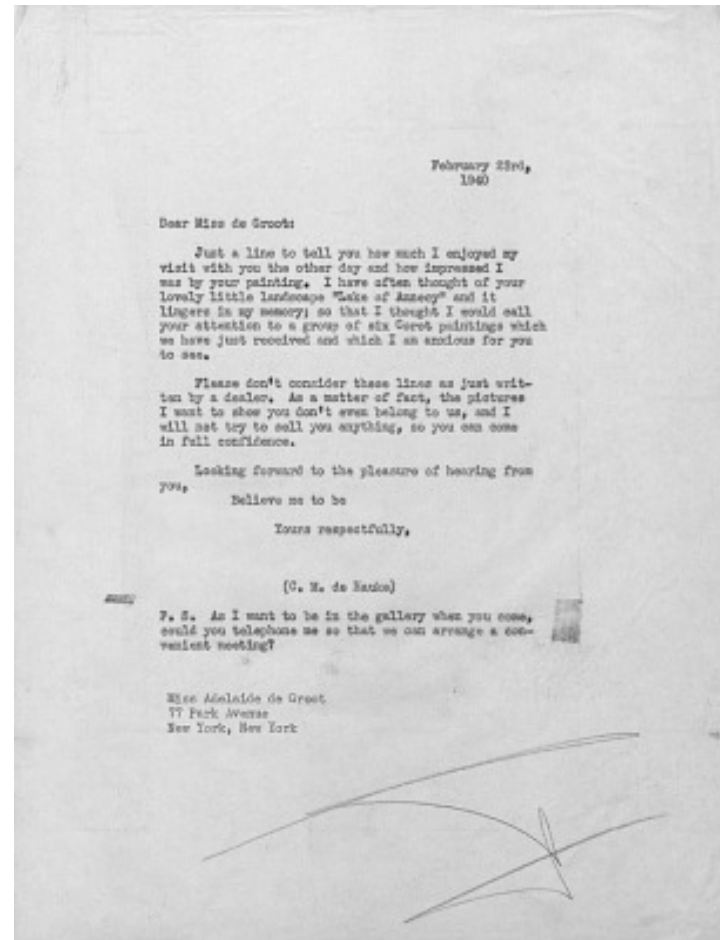 February 23rd,
1940
Dear Miss de Groot:
Just a line to tell you how much I enjoyed my
visit with you the other day and how impressed I
was by your painting. I have often thought of your
lovely little landscape "Lake of Annecy" and it
lingers in my memory; so that I thought I would call
your attention to a group of six Corot paintings which
we have just received and which I am anxious for you
to see.
Please don't consider these lines as just writ-
ten by a dealer. As a matter of fact, the pictures
I want to show you don't even belong to us, and I
will not try to sell you anything, so you can come
in full confidence.
Looking forward to the pleasure of hearing from
you,
Believe me to be
Yours respectfully,
(C. M. de Hauke)
P. S. As I want to be in the gallery when you come,
could you telephone me so that we can arrange a con-
venient meeting?
Miss Adelaide de Groot
77 Park Avenue
New York, New York